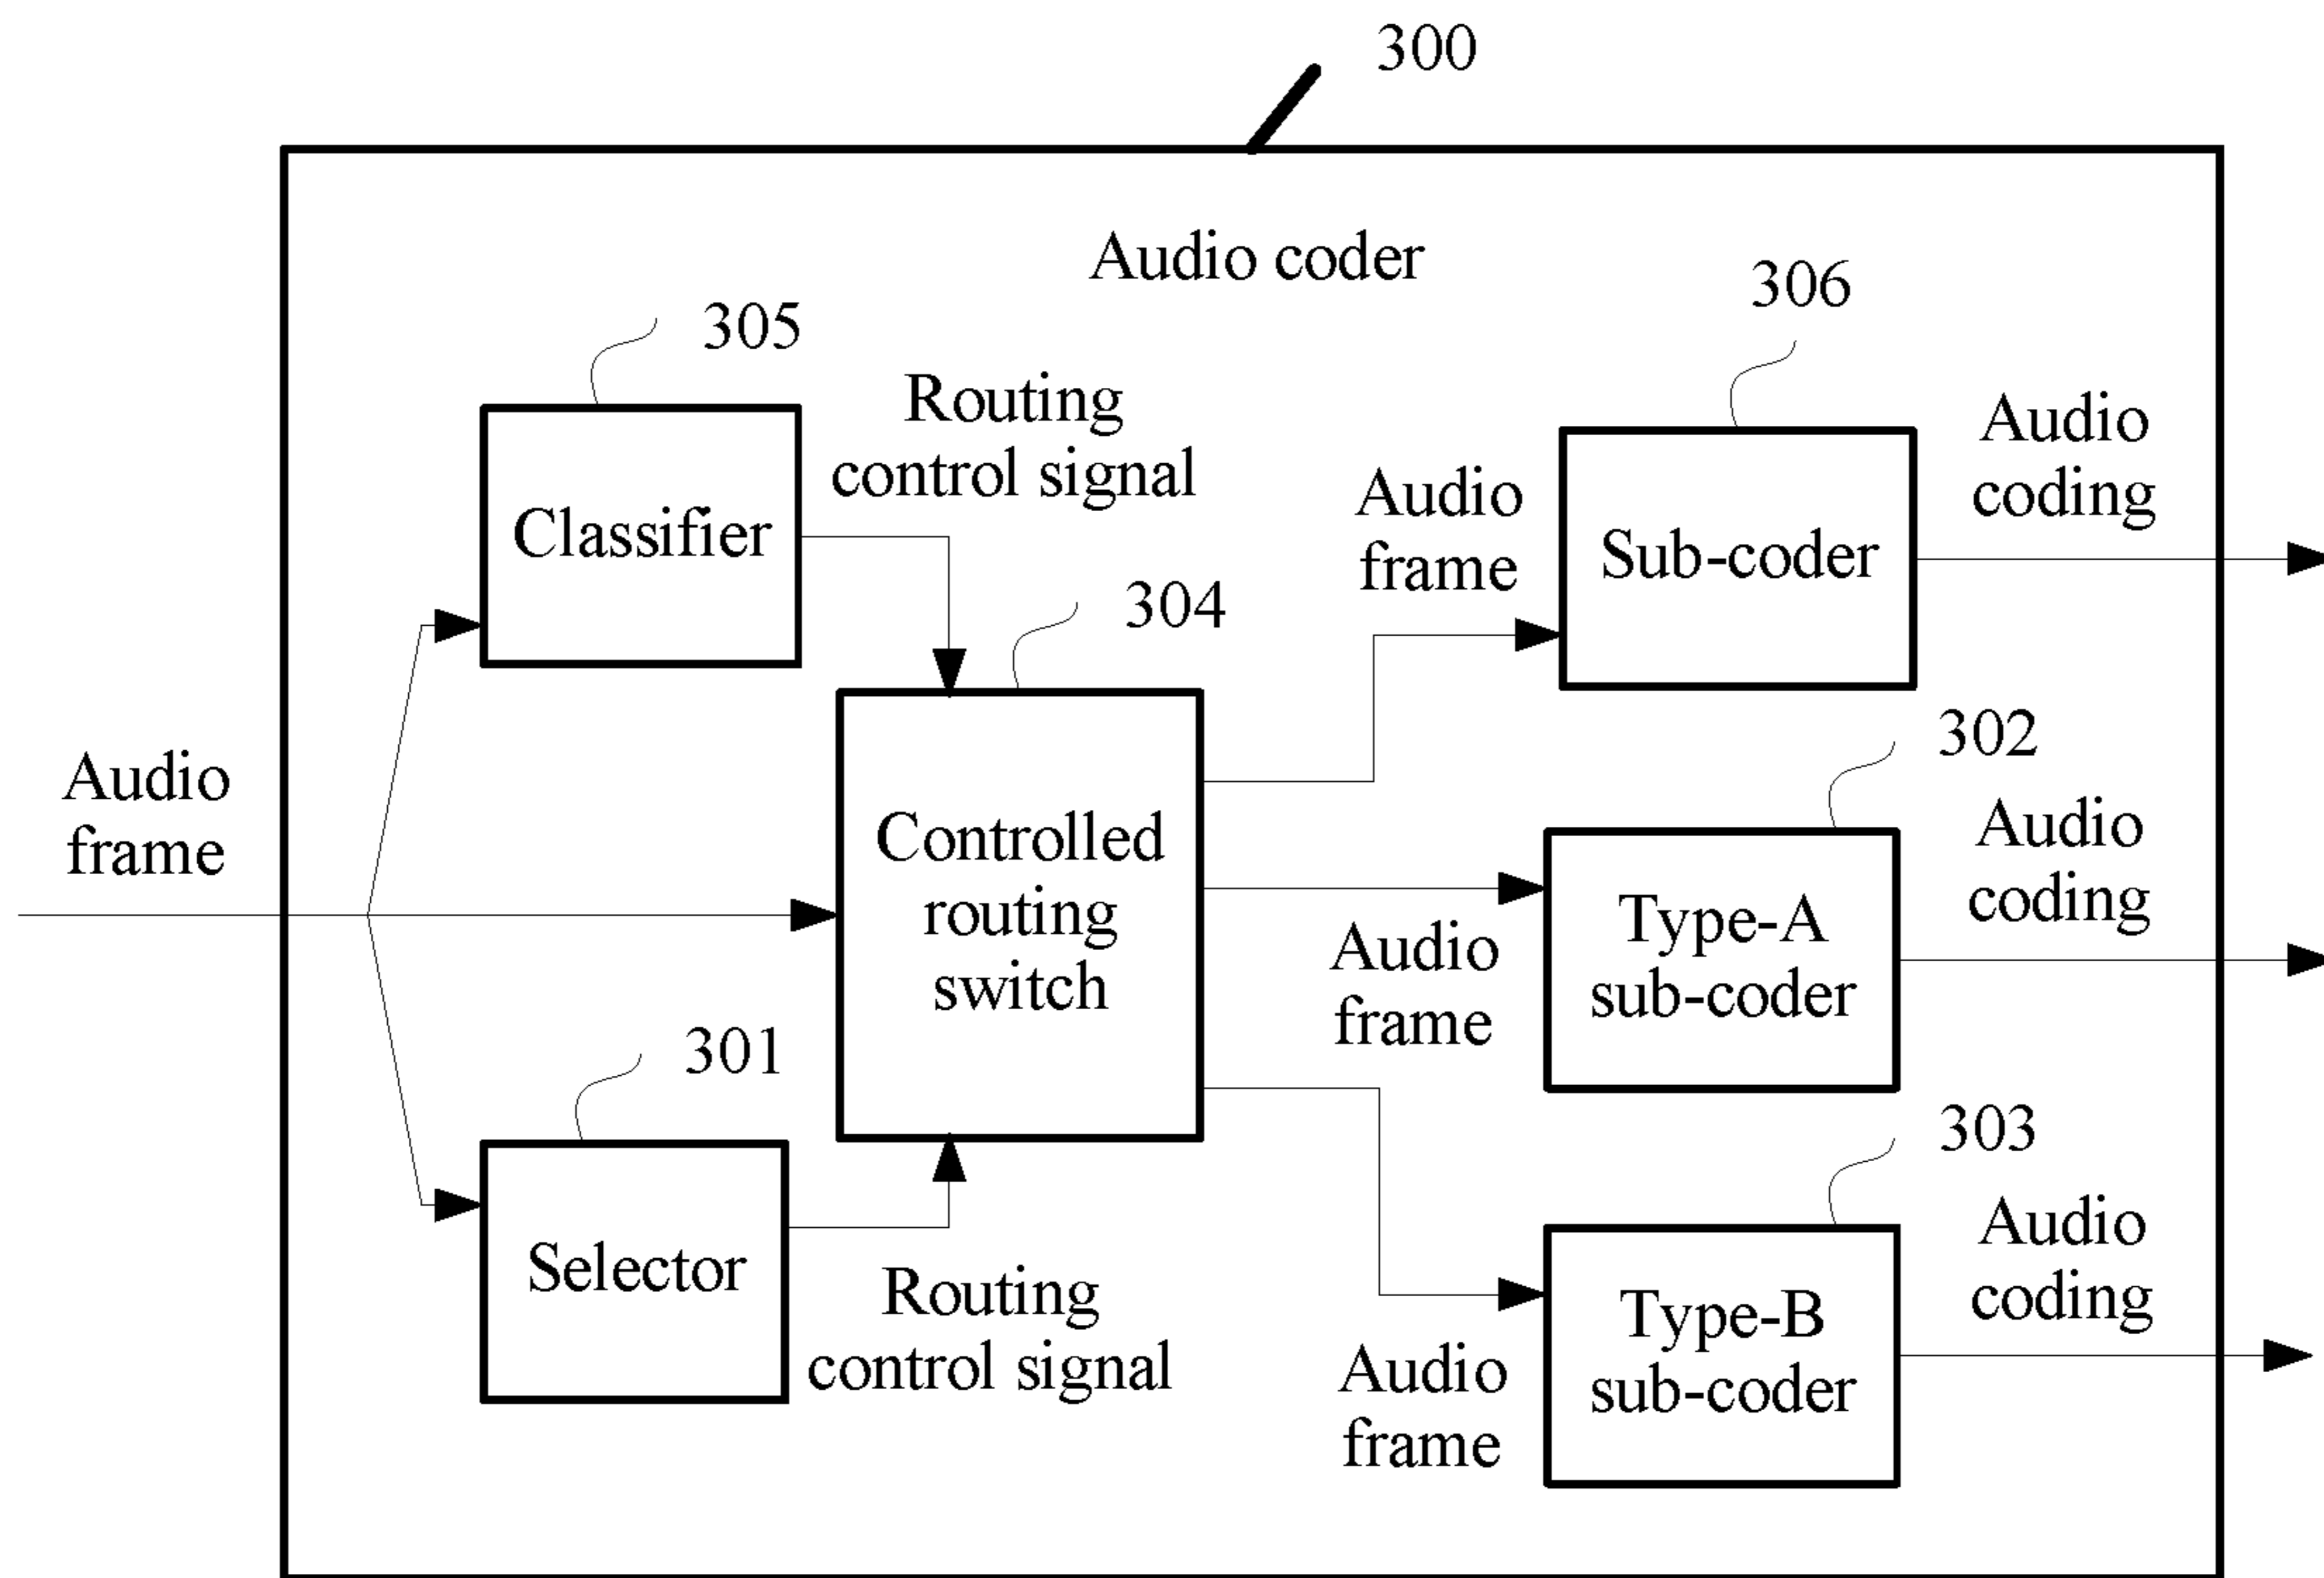 300
Audio coder
305
306
Routing
control signal
Classifier
Audio
frame
Sub-coder
Audio
coding
304
302
Audio
frame
Controlled
routing
switch
Audio
frame
Type-A
sub-coder
Audio
coding
301
303
Selector
Routing
control signal
Audio
frame
Type-B
sub-coder
Audio
coding